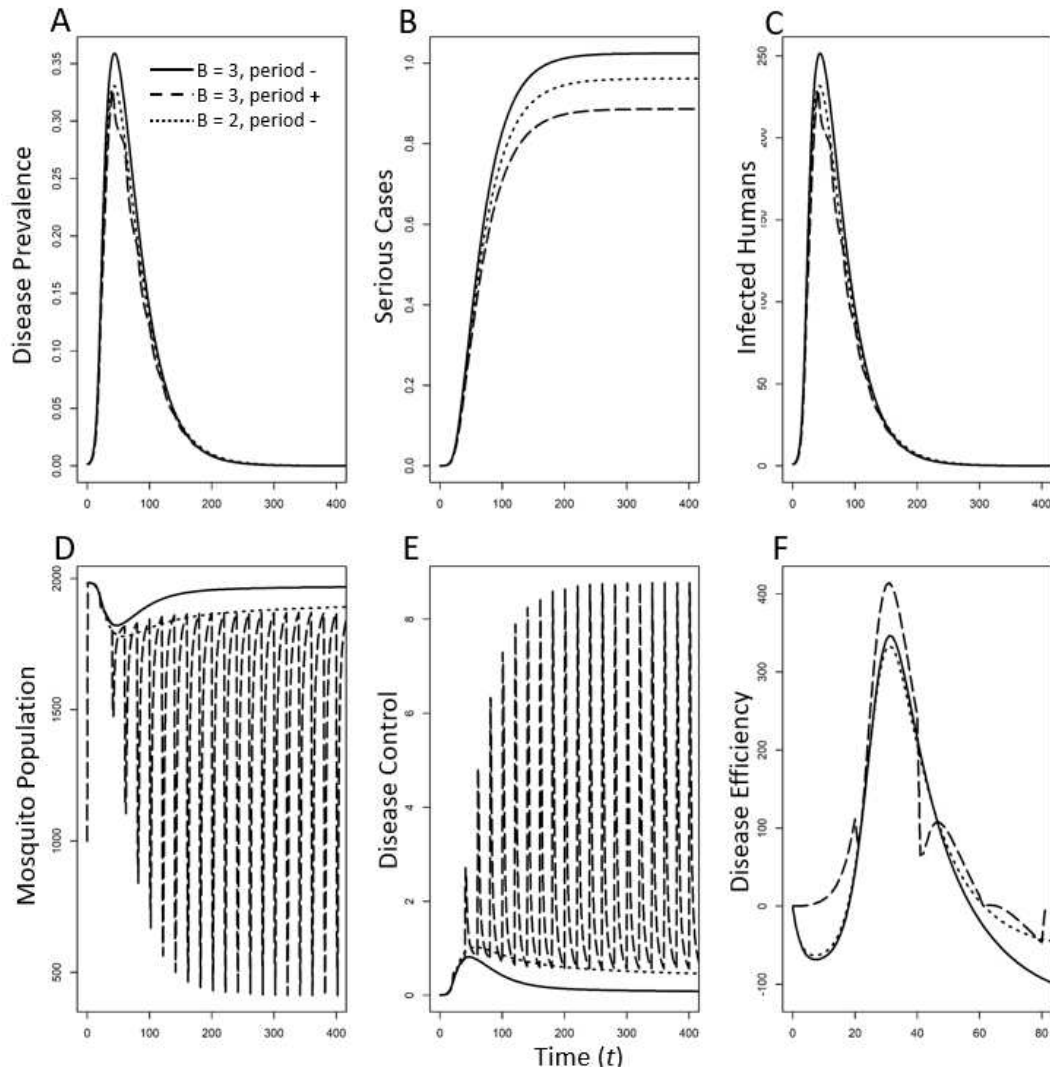 A
Disease Prevalence
0.00 0.05 0.10 0.15 0.20 0.25 0.30 0.35
0 100 200 300 400
B = 3, period -
B = 3, period +
B = 2, period -
B
Serious Cases
0.0 0.2 0.4 0.6 0.8 1.0
0 100 200 300 400
C
Infected Humans
0 50 100 150 200 250
0 100 200 300 400
D
Mosquito Population
500 1000 1500 2000
0 100 200 300 400
E
Disease Control
0 2 4 6 8
0 100 200 300 400
F
Disease Efficiency
-100 0 100 200 300 400
0 20 40 60 80
Time (t)